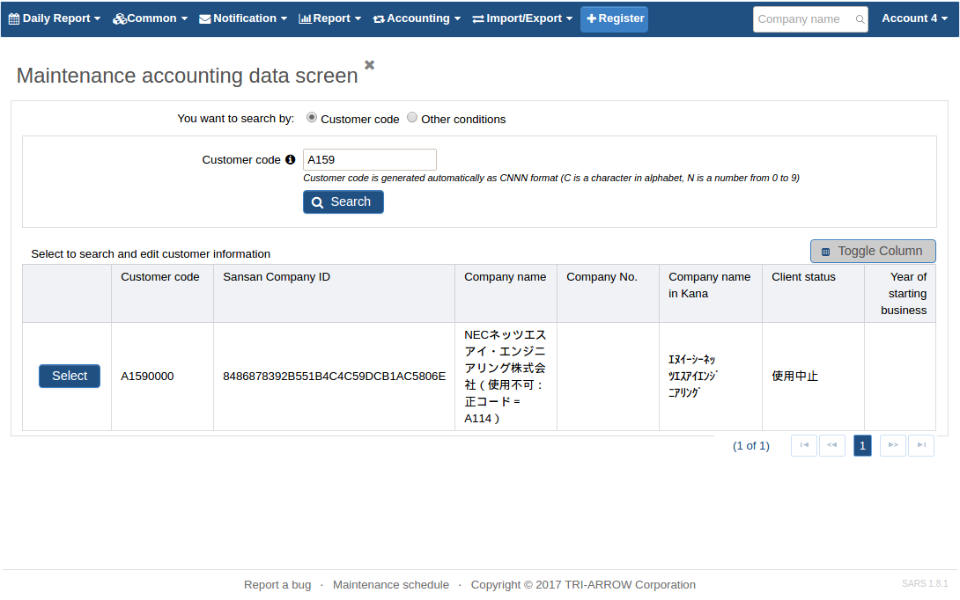 Daily Report Common Notification Report Accounting Import/Export Register Company name Account 4
Maintenance accounting data screen
You want to search by: Customer code Other conditions
Customer code A159
Customer code is generated automatically as CNNN format (C is a character in alphabet, N is a number from 0 to 9)
Search
Select to search and edit customer information Toggle Column
Customer code Sansan Company ID Company name Company No. Company name in Kana Client status Year of starting business
Select A1590000 8486878392B551B4C4C59DCB1AC5806E
NECネッツエス
アイ・エンジニ
アリング株式会
社（使用不可：
正コード＝
A114）
ｴﾇｲｰｼｰﾈｯ
ﾂｴｽｱｲｴﾝｼﾞ
ﾆｱﾘﾝｸﾞ
使用中止
(1 of 1) 1
Report a bug · Maintenance schedule · Copyright © 2017 TRI-ARROW Corporation SARS 1.8.1